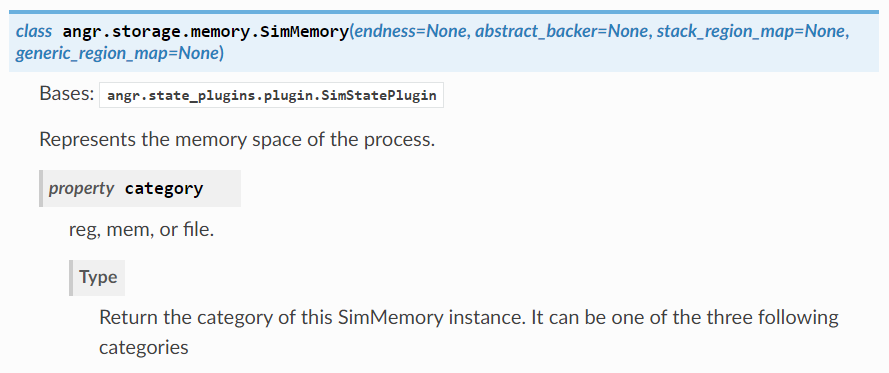 class angr.storage.memory.SimMemory(endness=None, abstract_backer=None, stack_region_map=None,
generic_region_map=None)
Bases: angr.state_plugins.plugin.SimStatePlugin
Represents the memory space of the process.
property category
reg, mem, or file.
Type
Return the category of this SimMemory instance. It can be one of the three following
categories